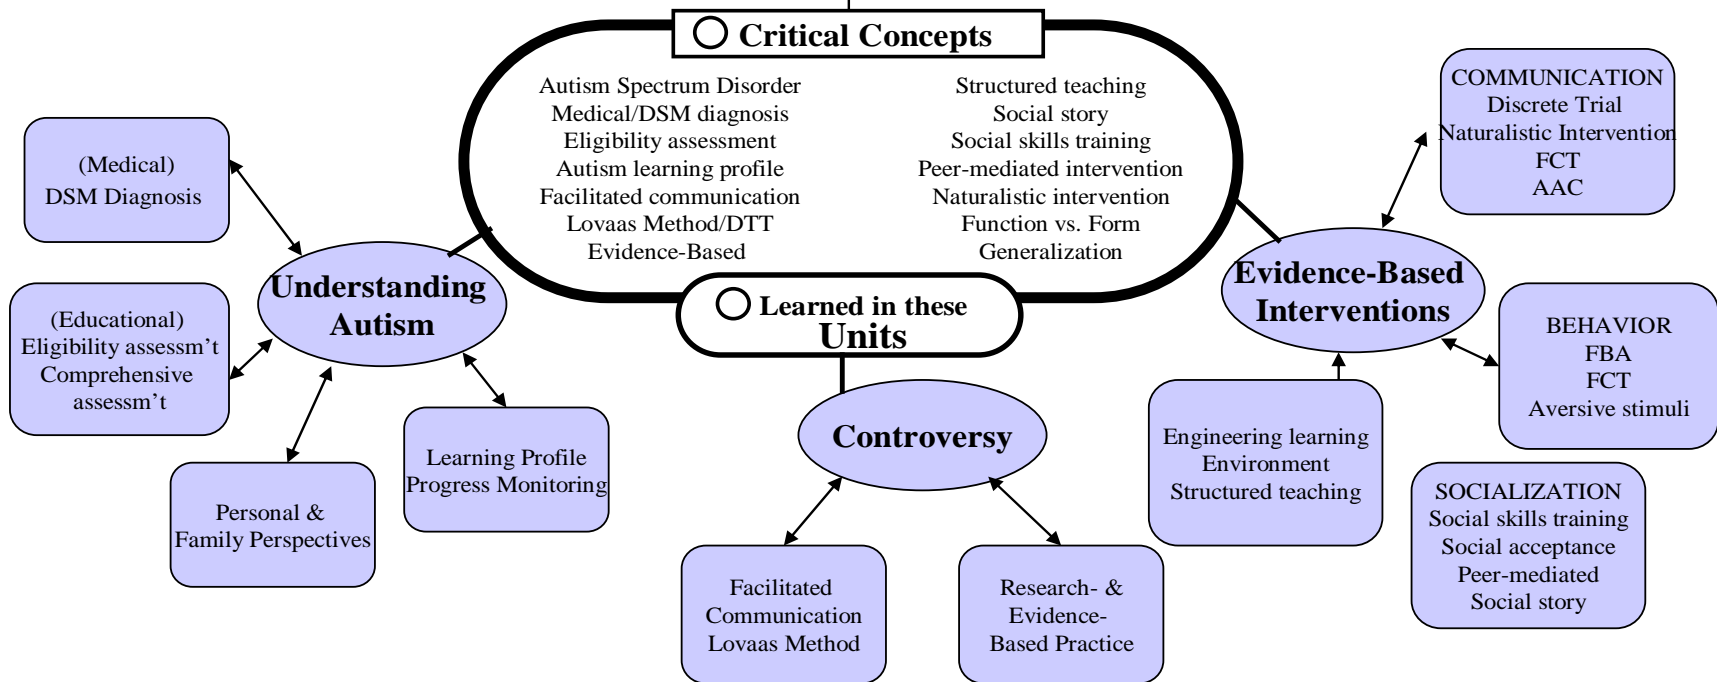 Critical Concepts
Autism Spectrum Disorder
Medical/DSM diagnosis
Eligibility assessment
Autism learning profile
Facilitated communication
Lovaas Method/DTT
Evidence-Based
Structured teaching
Social story
Social skills training
Peer-mediated intervention
Naturalistic intervention
Function vs. Form
Generalization
Learned in these
Units
(Medical)
DSM Diagnosis
Understanding
Autism
(Educational)
Eligibility assessm’t
Comprehensive
assessm’t
Personal &
Family Perspectives
Learning Profile
Progress Monitoring
Controversy
Facilitated
Communication
Lovaas Method
Research- &
Evidence-
Based Practice
Evidence-Based
Interventions
COMMUNICATION
Discrete Trial
Naturalistic Intervention
FCT
AAC
BEHAVIOR
FBA
FCT
Aversive stimuli
Engineering learning
Environment
Structured teaching
SOCIALIZATION
Social skills training
Social acceptance
Peer-mediated
Social story